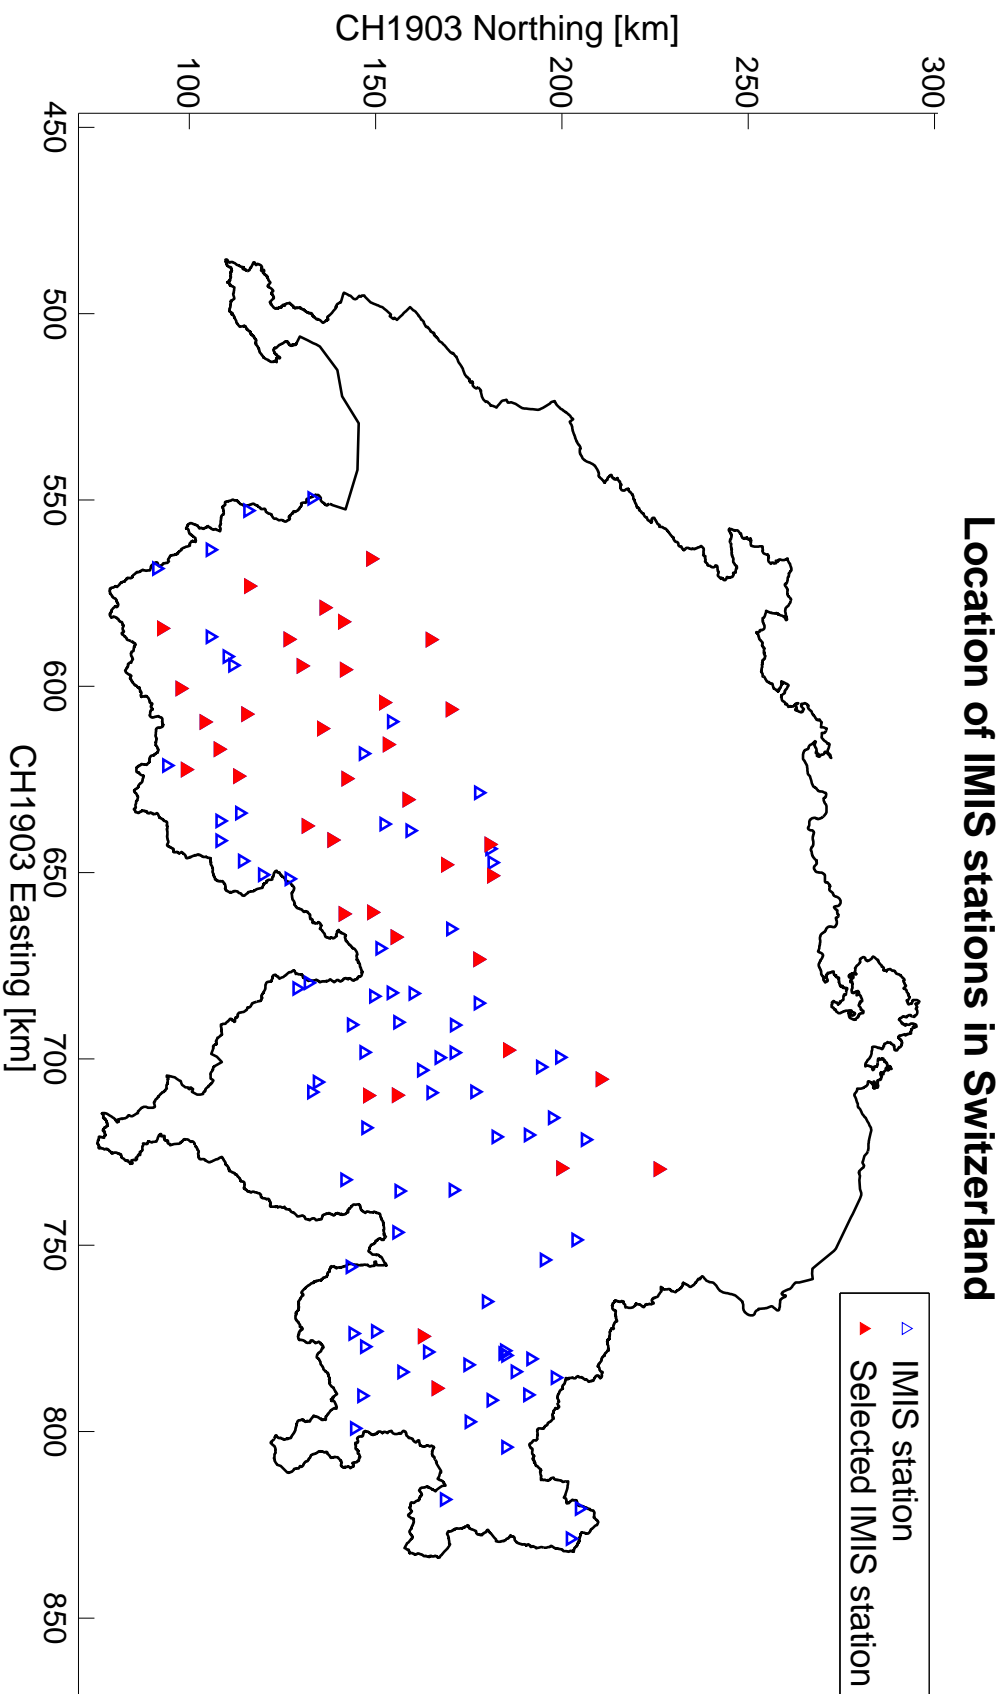 Location of IMIS stations in Switzerland
IMIS station
Selected IMIS station
CH1903 Northing [km]
300
250
200
150
100
450
500
550
600
650
700
750
800
850
CH1903 Easting [km]